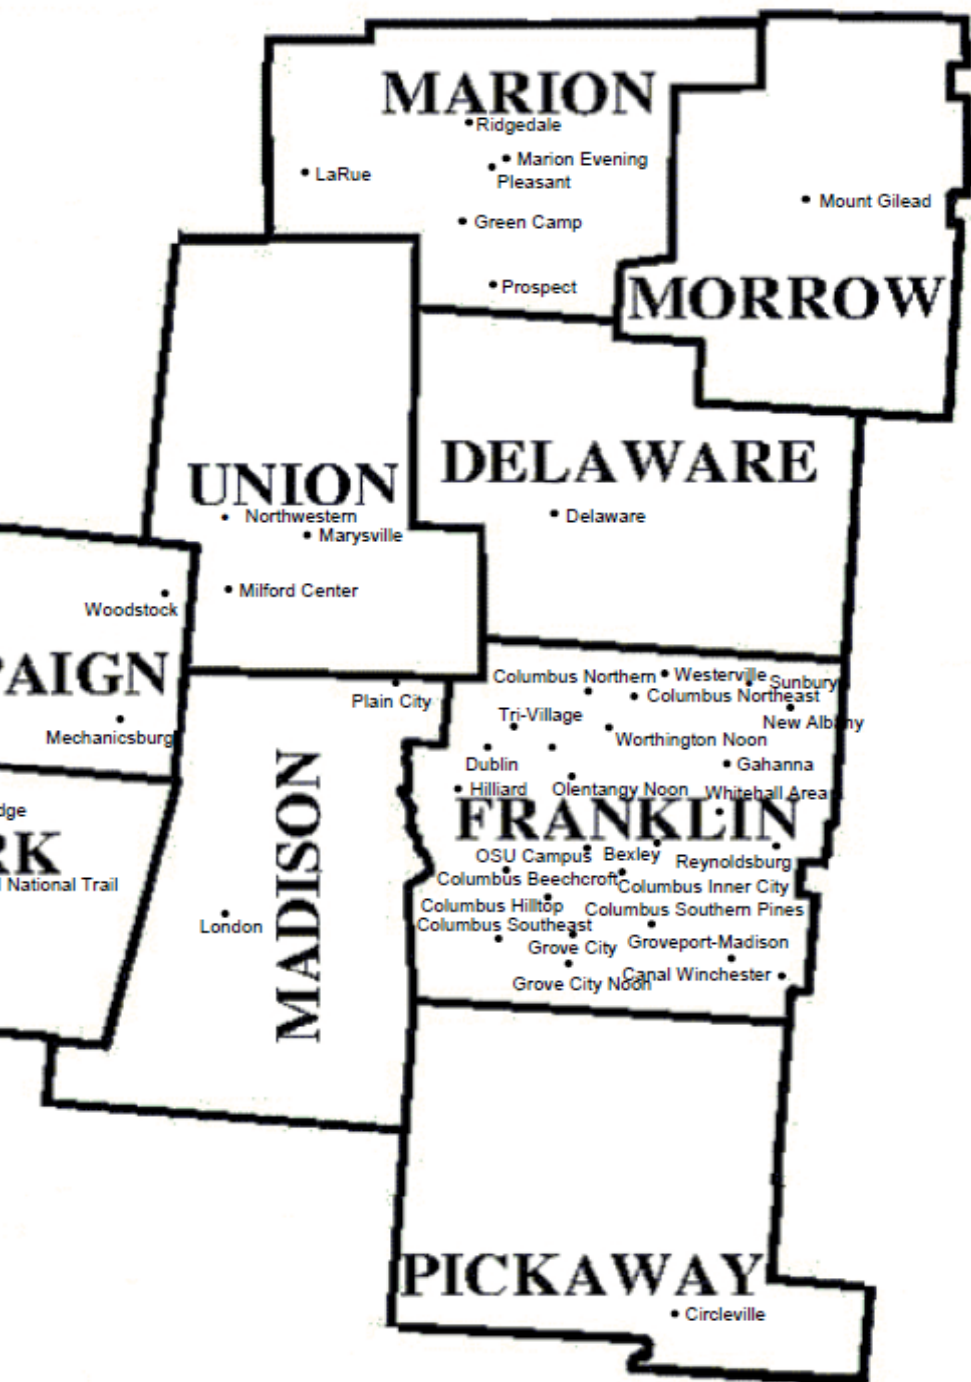 MARION
Ridgedale
Marion Evening
LaRue
Pleasant
Mount Gilead
Green Camp
Prospect
MORROW
DELAWARE
UNION
Northwestern
Delaware
Marysville
Milford Center
Woodstock
PAIGN
Columbus Northern
Westerville
Sunbury
Columbus Northeast
Plain City
Tri-Village
New Albany
Mechanicsburg
Worthington Noon
Dublin
Gahanna
Hilliard
Olentangy Noon
Whitehall Area
dge
FRANKLIN
MADISON
RK
OSU Campus
Bexley
Reynoldsburg
l National Trail
Columbus Beechcroft
Columbus Inner City
Columbus Hilltop
Columbus Southern Pines
London
Columbus Southeast
Grove City
Groveport-Madison
Canal Winchester
Grove City Noon
PICKAWAY
Circleville